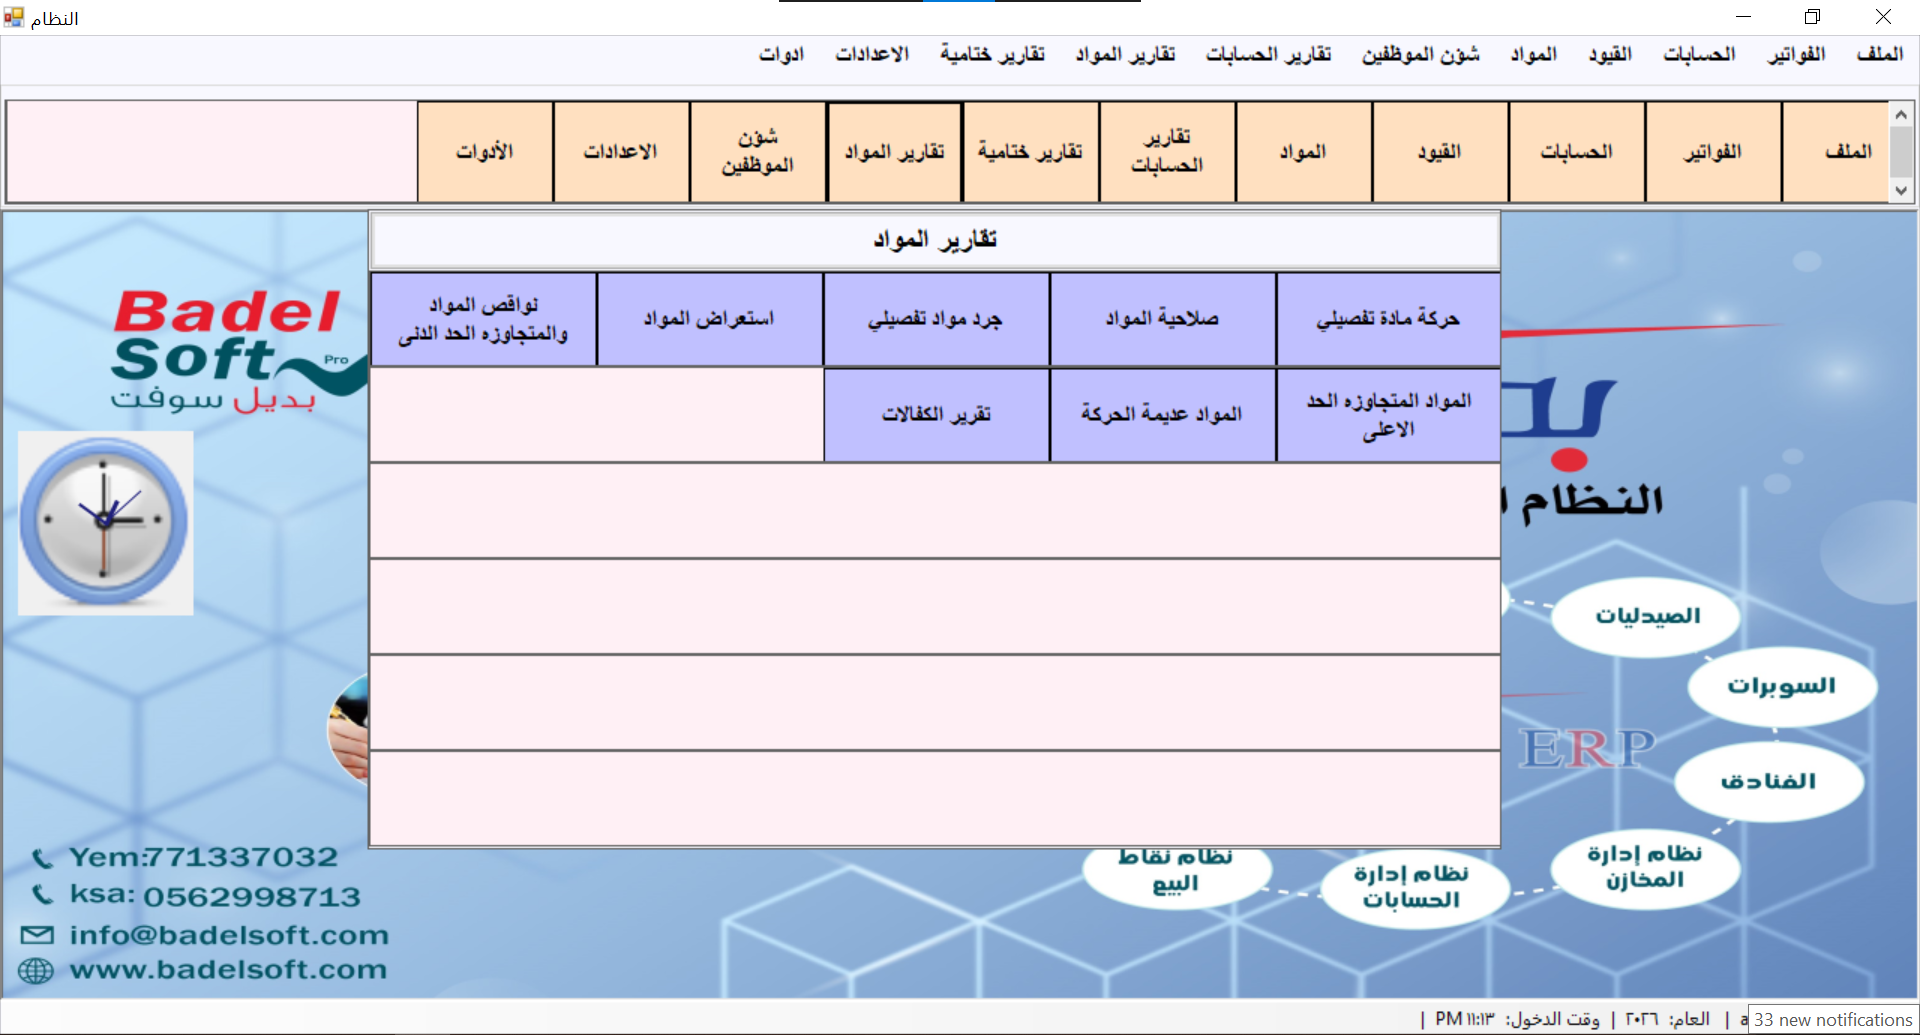 النظام
الملف الفواتير الحسابات القيود المواد شؤن الموظفين تقارير الحسابات تقارير المواد تقارير ختامية الاعدادات ادوات
الملف
الفواتير
الحسابات
القيود
المواد
تقارير
الحسابات
تقارير ختامية
تقارير المواد
شؤن
الموظفين
الاعدادات
الأدوات
تقارير المواد
حركة مادة تفصيلي
صلاحية المواد
جرد مواد تفصيلي
استعراض المواد
نواقص المواد
والمتجاوزه الحد الدنى
المواد المتجاوزه الحد
الاعلى
المواد عديمة الحركة
تقرير الكفالات
Badel
Soft Pro
بديل سوفت
النظام
الصيدليات
السوبرات
ERP
الفنادق
نظام إدارة
المخازن
نظام إدارة
الحسابات
نظام نقاط
البيع
Yem:771337032
ksa: 0562998713
info@badelsoft.com
www.badelsoft.com
العام: ٢٠٢٦ | وقت الدخول: ١١:١٣ PM |
33 new notifications